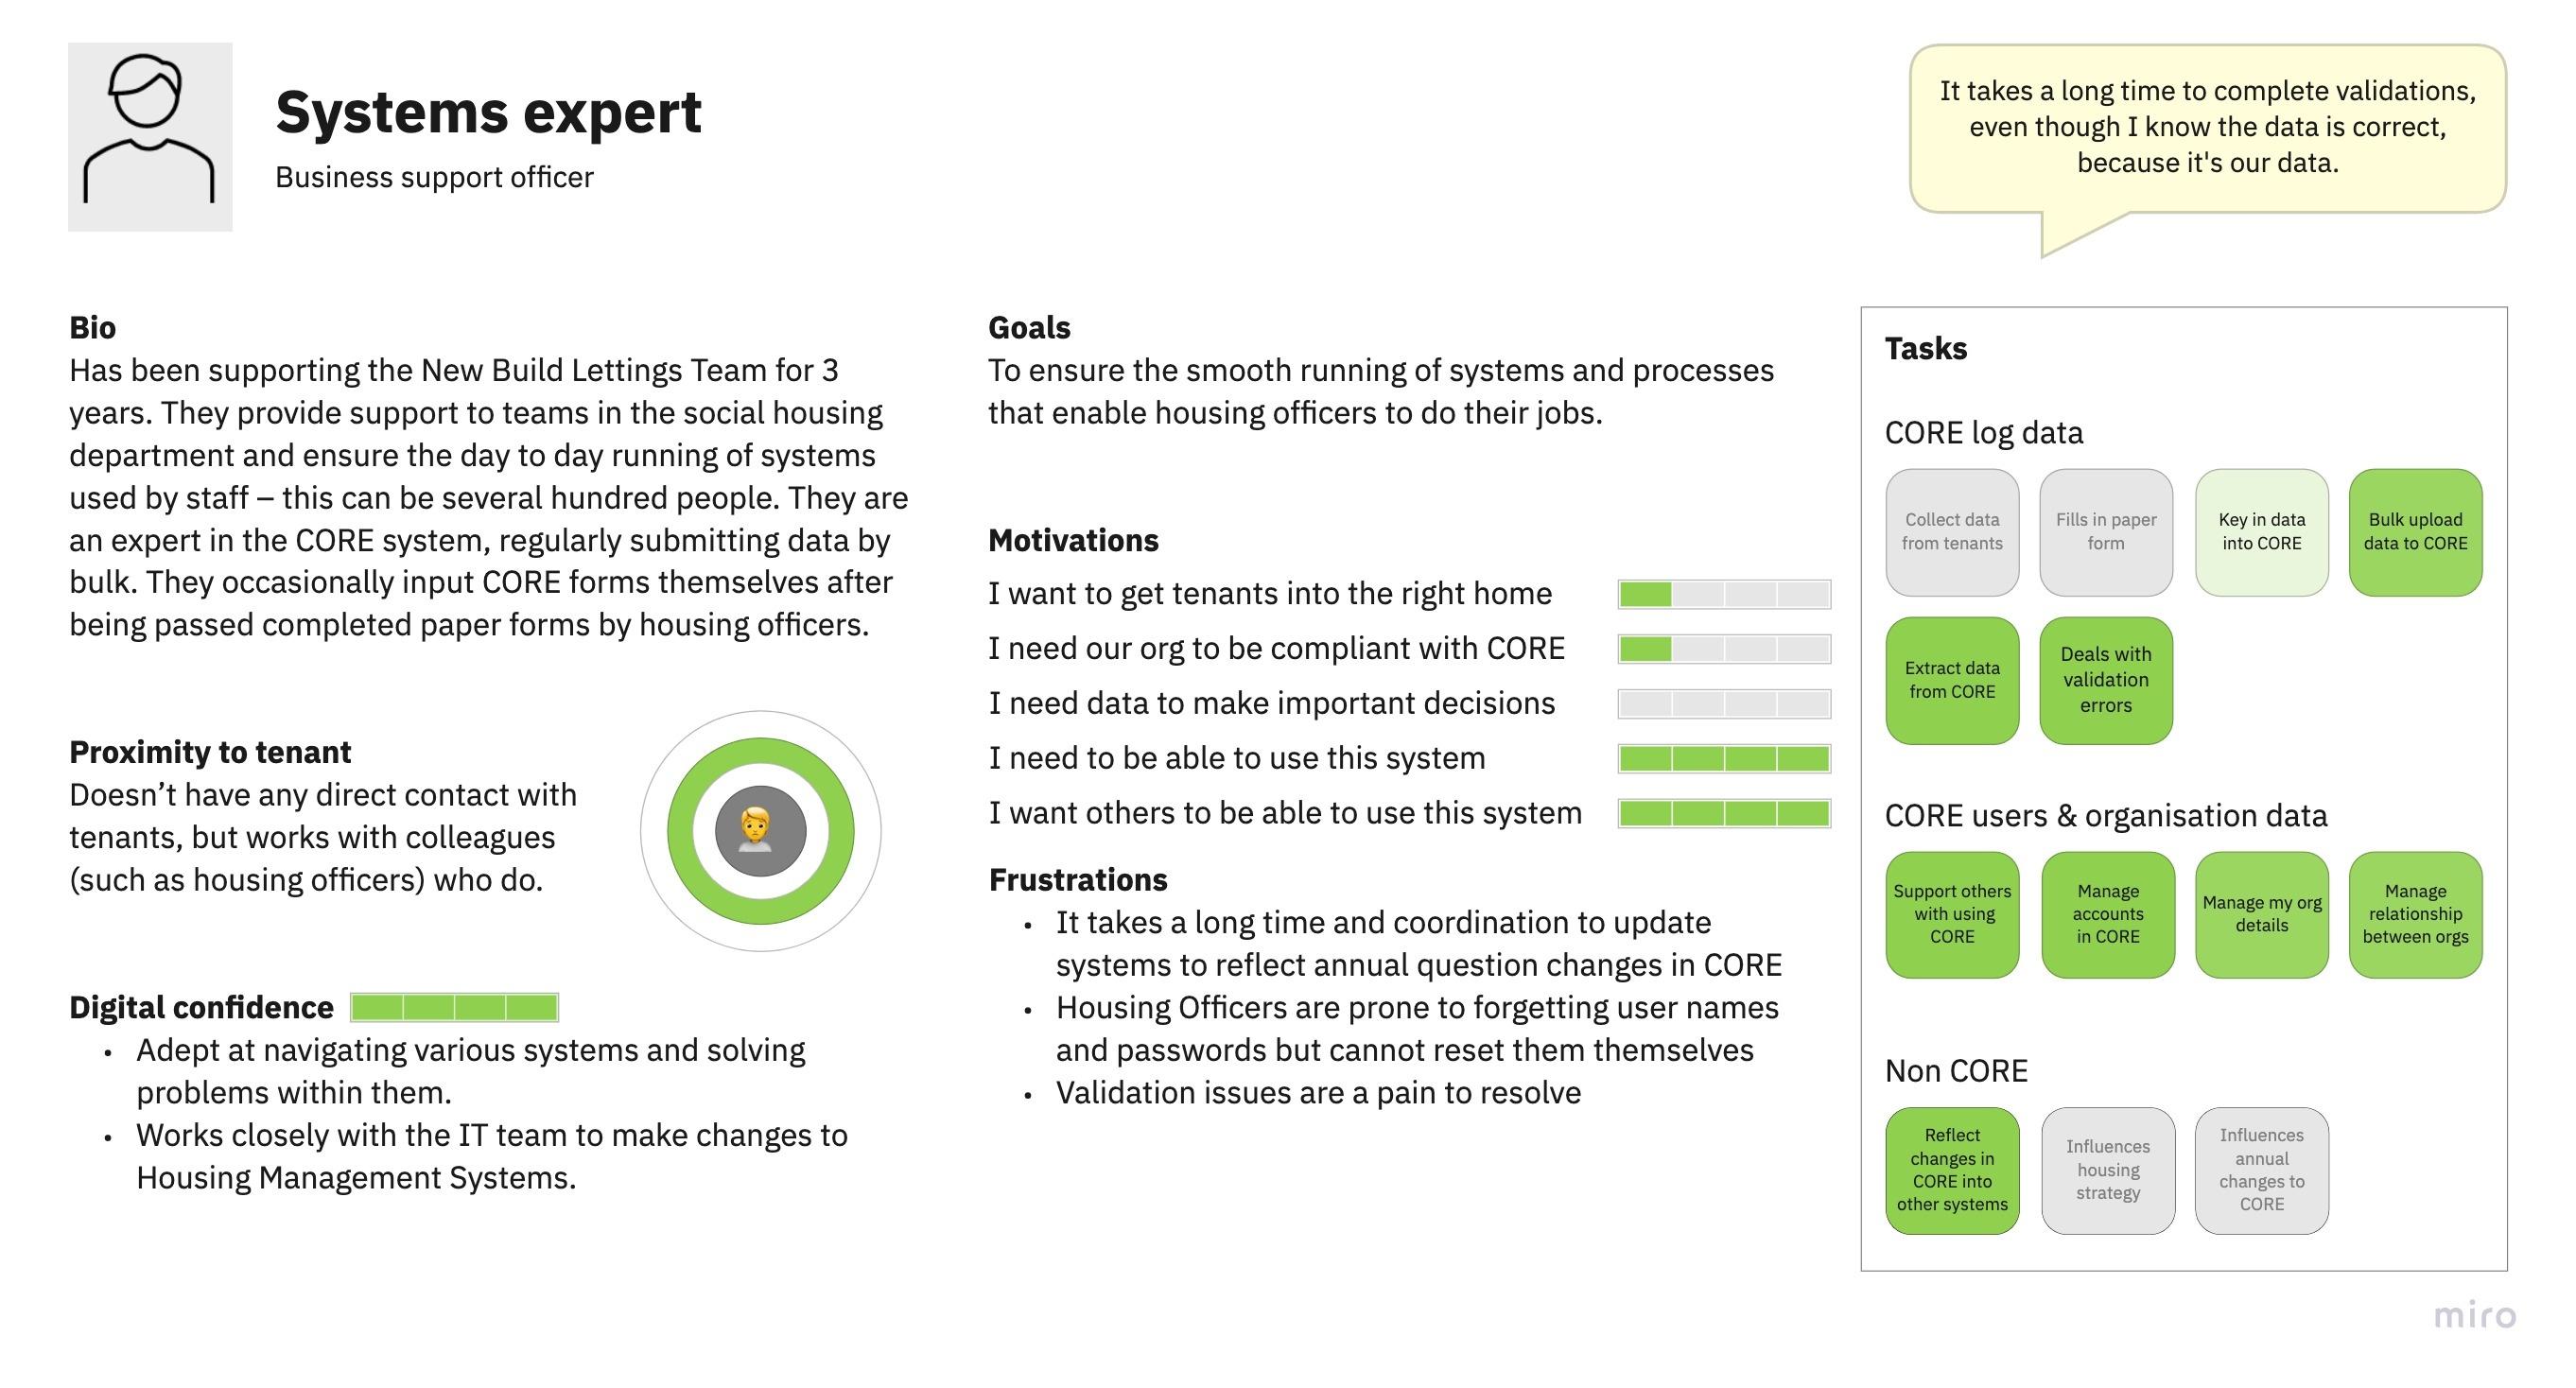 Systems expert
Business support officer
It takes a long time to complete validations,
even though I know the data is correct,
because it's our data.
Bio
Has been supporting the New Build Lettings Team for 3
years. They provide support to teams in the social housing
department and ensure the day to day running of systems
used by staff – this can be several hundred people. They are
an expert in the CORE system, regularly submitting data by
bulk. They occasionally input CORE forms themselves after
being passed completed paper forms by housing officers.
Proximity to tenant
Doesn’t have any direct contact with
tenants, but works with colleagues
(such as housing officers) who do.
Digital confidence
• Adept at navigating various systems and solving
problems within them.
• Works closely with the IT team to make changes to
Housing Management Systems.
Goals
To ensure the smooth running of systems and processes
that enable housing officers to do their jobs.
Motivations
I want to get tenants into the right home
I need our org to be compliant with CORE
I need data to make important decisions
I need to be able to use this system
I want others to be able to use this system
Frustrations
• It takes a long time and coordination to update
systems to reflect annual question changes in CORE
• Housing Officers are prone to forgetting user names
and passwords but cannot reset them themselves
• Validation issues are a pain to resolve
Tasks
CORE log data
Collect data
from tenants
Fills in paper
form
Key in data
into CORE
Bulk upload
data to CORE
Extract data
from CORE
Deals with
validation
errors
CORE users & organisation data
Support others
with using
CORE
Manage
accounts
in CORE
Manage my org
details
Manage
relationship
between orgs
Non CORE
Reflect
changes in
CORE into
other systems
Influences
housing
strategy
Influences
annual
changes to
CORE
miro